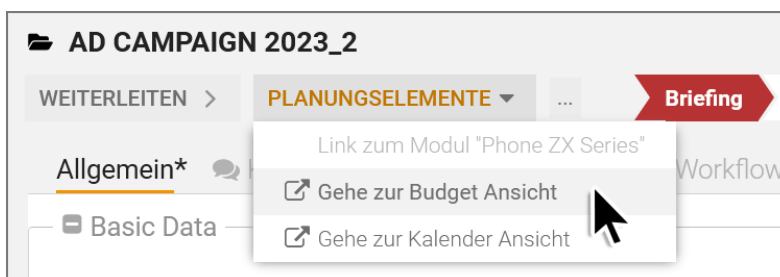 AD CAMPAIGN 2023_2
WEITERLEITEN > PLANUNGSELEMENTE ... Briefing
Link zum Modul "Phone ZX Series"
Allgemein* Workflow
Gehe zur Budget Ansicht
Basic Data
Gehe zur Kalender Ansicht